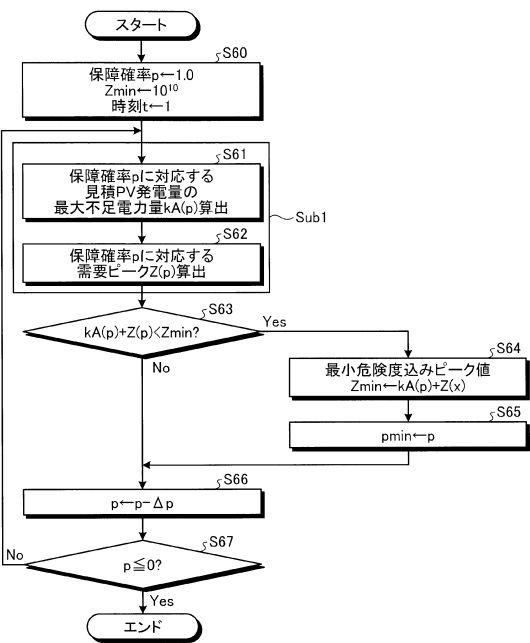 スタート
S60
保障確率p←1.0
Zmin←10¹⁰
時刻t←1
S61
保障確率pに対応する
見積PV発電量の
最大不足電力量kA(p)算出
Sub1
S62
保障確率pに対応する
需要ピークZ(p)算出
S63
kA(p)+Z(p)<Zmin?
Yes
No
S64
最小危険度込みピーク値
Zmin←kA(p)+Z(x)
S65
pmin←p
S66
p←p-Δp
S67
p≦0?
No
Yes
エンド